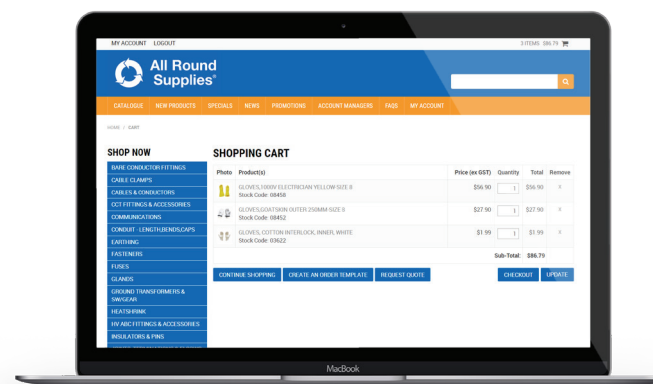 MY ACCOUNT LOGOUT
3 ITEMS $86.79
All Round
Supplies®
CATALOGUE NEW PRODUCTS SPECIALS NEWS PROMOTIONS ACCOUNT MANAGERS FAQS MY ACCOUNT
HOME / CART
SHOP NOW
BARE CONDUCTOR FITTINGS
CABLE CLAMPS
CABLES & CONDUCTORS
CCT FITTINGS & ACCESSORIES
COMMUNICATIONS
CONDUIT - LENGTH,BENDS,CAPS
EARTHING
FASTENERS
FUSES
GLANDS
GROUND TRANSFORMERS &
SW/GEAR
HEATSHRINK
HV ABC FITTINGS & ACCESSORIES
INSULATORS & PINS
SHOPPING CART
Photo Product(s) Price (ex GST) Quantity Total Remove
GLOVES,1000V ELECTRICIAN YELLOW-SIZE 8 $56.90 1 $56.90 X
Stock Code: 08458
GLOVES,GOATSKIN OUTER 250MM-SIZE 8 $27.90 1 $27.90 X
Stock Code: 08452
GLOVES, COTTON INTERLOCK, INNER, WHITE $1.99 1 $1.99 X
Stock Code: 03622
Sub-Total: $86.79
CONTINUE SHOPPING CREATE AN ORDER TEMPLATE REQUEST QUOTE CHECKOUT UPDATE
MacBook